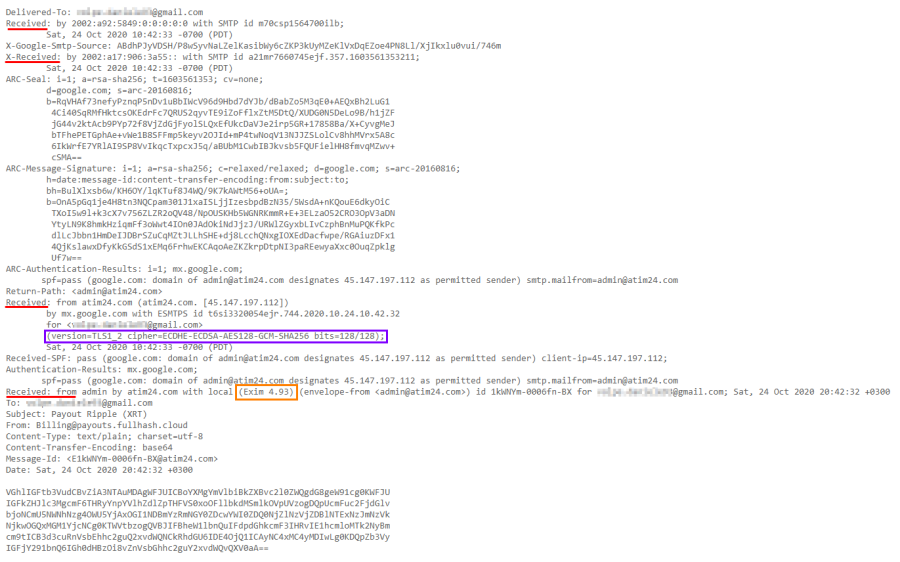 Delivered-To: @gmail.com
Received: by 2002:a92:5849:0:0:0:0:0 with SMTP id m70csp1564700ilb;
Sat, 24 Oct 2020 10:42:33 -0700 (PDT)
X-Google-Smtp-Source: ABdhPJyVDSH/P8wSyvNaLZelKasibWy6cZKP3kUyMZeKlVxDqEZoe4PN8Ll/XjIkxlu0vui/746m
X-Received: by 2002:a17:906:3a55:: with SMTP id a21mr7660745ejf.357.1603561353211;
Sat, 24 Oct 2020 10:42:33 -0700 (PDT)
ARC-Seal: i=1; a=rsa-sha256; t=1603561353; cv=none;
d=google.com; s=arc-20160816;
b=RqVHAf73nefyPznqP5nDv1uBbIWcV96d9Hbd7dYJb/dBabZo5M3qE0+AEQxBh2LuG1
4Ci40SqRMfHktcsOKEdrFc7QRUS2qyvTE9iZoFflxZtM5DtQ/XUDG0N5DeLo9B/h1jZF
jG44v2ktAcb9PYp72f8VjZdGjFyol5LQxEfUkcDaVJe2irp5GR+17858Ba/X+CyvgMeJ
bTFhePETGphAe+vWe1B8SFFmp5keyv2OJId+mP4twNoqV13NJJZ5LolCv8hhMVrx5A8c
6IkWrfE7YRlAI9SP8VvIkqcTxpcxJ5q/aBUbM1CwbIBJkvsb5FQUFielHH8fmvqMZwv+
cSMA==
ARC-Message-Signature: i=1; a=rsa-sha256; c=relaxed/relaxed; d=google.com; s=arc-20160816;
h=date:message-id:content-transfer-encoding:from:subject:to;
bh=BulXlxsb6w/KH6OY/lqKTuf8J4WQ/9K7kAWtM56+oUA=;
b=OnA5pGq1je4H8tn3NQCpam301J1xaI5LjjIzesbpdBzN35/5WsdA+nKQouE6dkyOiC
TXoI5w9l+k3cX7v756ZLZR2oQV48/NpOUSKHb5WGNRKmmR+E+3ELzaO52CRO3OpV3aDN
YtyLN9K8hmkHziqmFf3oWwt4IOn0JAdOkiNdJjzJ/URWlZGyxbLIvCzphBnMuPQKfkPc
dlLcJbbn1HmDeIJDBrSZuCqMZtJLLhSHE+dj8LcchQNxgIOXEdDacfwpe/RGAiuzDFx1
4QjKslawxDfyKkGSdS1xEMq6FrhwEKCAqoAeZKZkrpDtpNI3paREewyaXxc0OuqZpklg
Uf7w==
ARC-Authentication-Results: i=1; mx.google.com;
spf=pass (google.com: domain of admin@atim24.com designates 45.147.197.112 as permitted sender) smtp.mailfrom=admin@atim24.com
Return-Path: <admin@atim24.com>
Received: from atim24.com (atim24.com. [45.147.197.112])
by mx.google.com with ESMTPS id t6si3320054ejr.744.2020.10.24.10.42.32
for < @gmail.com>
(version=TLS1_2 cipher=ECDHE-ECDSA-AES128-GCM-SHA256 bits=128/128);
Sat, 24 Oct 2020 10:42:33 -0700 (PDT)
Received-SPF: pass (google.com: domain of admin@atim24.com designates 45.147.197.112 as permitted sender) client-ip=45.147.197.112;
Authentication-Results: mx.google.com;
spf=pass (google.com: domain of admin@atim24.com designates 45.147.197.112 as permitted sender) smtp.mailfrom=admin@atim24.com
Received: from admin by atim24.com with local (Exim 4.93) (envelope-from <admin@atim24.com>) id 1kWNYm-0006fn-BX for @gmail.com; Sat, 24 Oct 2020 20:42:32 +0300
To: @gmail.com
Subject: Payout Ripple (XRT)
From: Billing@payouts.fullhash.cloud
Content-Type: text/plain; charset=utf-8
Content-Transfer-Encoding: base64
Message-Id: <E1kWNYm-0006fn-BX@atim24.com>
Date: Sat, 24 Oct 2020 20:42:32 +0300
VGhlIGFtb3VudCBvZiA3NTAuMDAgWFJUICBoYXMgYmVlbiBkZXBvc2l0ZWQgdG8geW91cg0KWFJU
IGFkZHJlc3MgcmF6THRyYnpYVlhZdlZpTHFVS0xoOFllbkdMSmlkOVpUVzogDQpUcmFuc2FjdGlv
bjoNCmU5NWNhNzg4OWU5YjAxOGI1NDBmYzRmNGY0ZDcwYWI0ZDQ0NjZlNzVjZDBlNTExNzJmNzVk
NjkwOGQxMGM1YjcNCg0KTWVtbzogQVBJIFBheW1lbnQuIFdpdGhkcmF3IHRvIE1hcmloMTk2NyBm
cm9tICB3d3cuRnVsbEhhc2guQ2xvdWQNCkRhdGU6IDE4OjQ1ICAyNC4xMC4yMDIwLg0KDQpZb3Vy
IGFjY291bnQ6IGh0dHBzOi8vZnVsbGhhc2guY2xvdWQvQXV0aA==